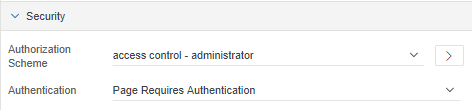 Security
Authorization
Scheme
access control - administrator
Authentication
Page Requires Authentication